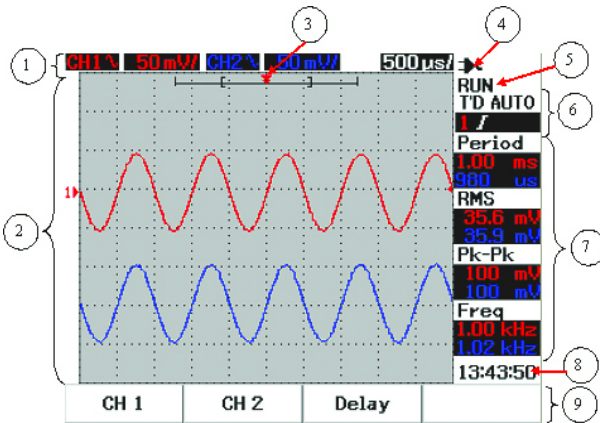 3
4
5
1
CH1 ∿ 50 mV/ CH2 ∿ 50 mV/ 500 µs/
RUN
T'D AUTO
6
1
Period
1.00 ms
980 us
1
2
RMS
35.6 mV
35.9 mV
7
Pk-Pk
100 mV
100 mV
Freq
1.00 kHz
1.02 kHz
13:43:50
8
CH 1 CH 2 Delay
9